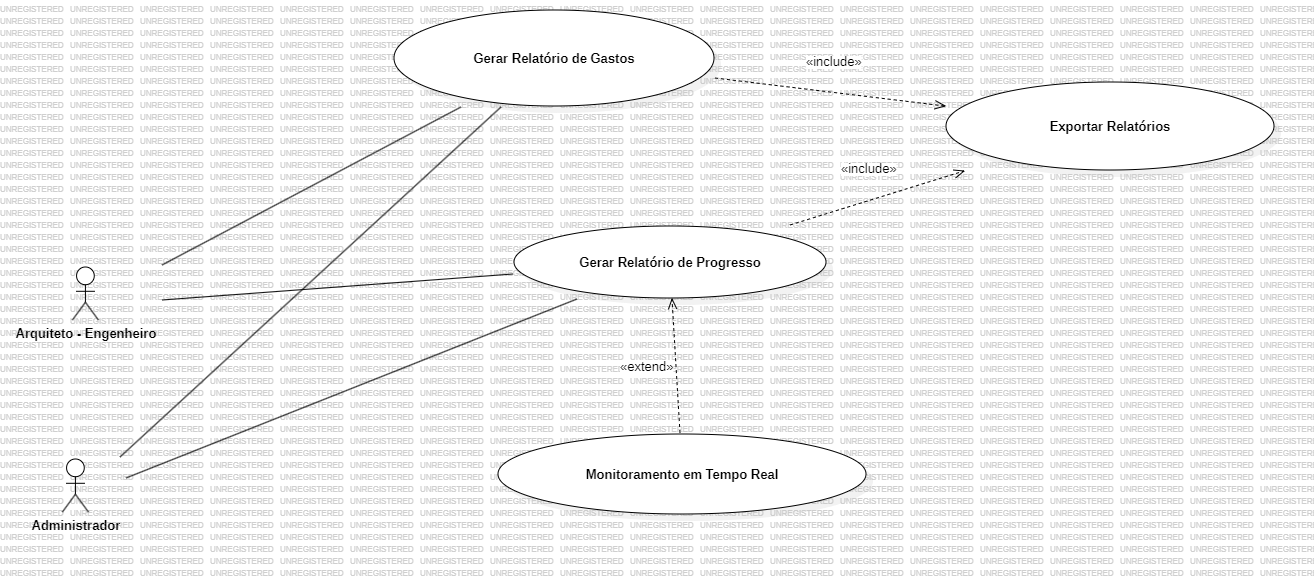 Gerar Relatório de Gastos
«include»
Exportar Relatórios
«include»
Gerar Relatório de Progresso
Arquiteto - Engenheiro
«extend»
Monitoramento em Tempo Real
Administrador
UNREGISTERED